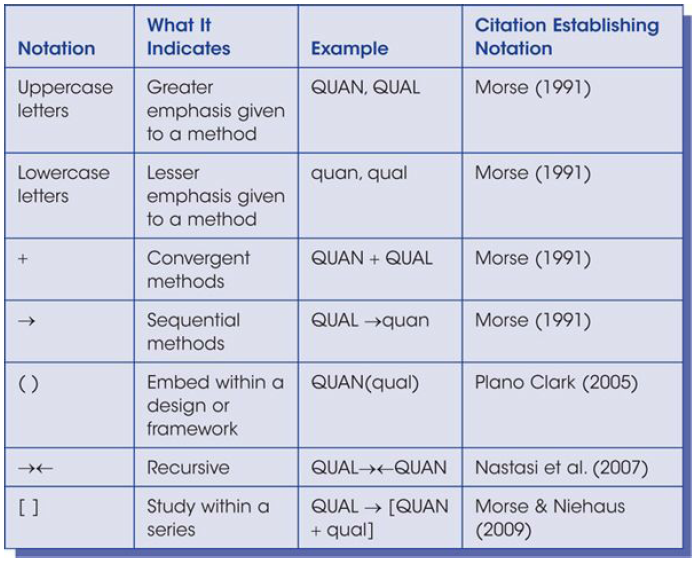 Notation
What It
Indicates
Example
Citation Establishing
Notation
Uppercase
letters
Greater
emphasis given
to a method
QUAN, QUAL
Morse (1991)
Lowercase
letters
Lesser
emphasis given
to a method
quan, qual
Morse (1991)
+
Convergent
methods
QUAN + QUAL
Morse (1991)
→
Sequential
methods
QUAL →quan
Morse (1991)
( )
Embed within a
design or
framework
QUAN(qual)
Plano Clark (2005)
→←
Recursive
QUAL→←QUAN
Nastasi et al. (2007)
[ ]
Study within a
series
QUAL → [QUAN
+ qual]
Morse & Niehaus
(2009)